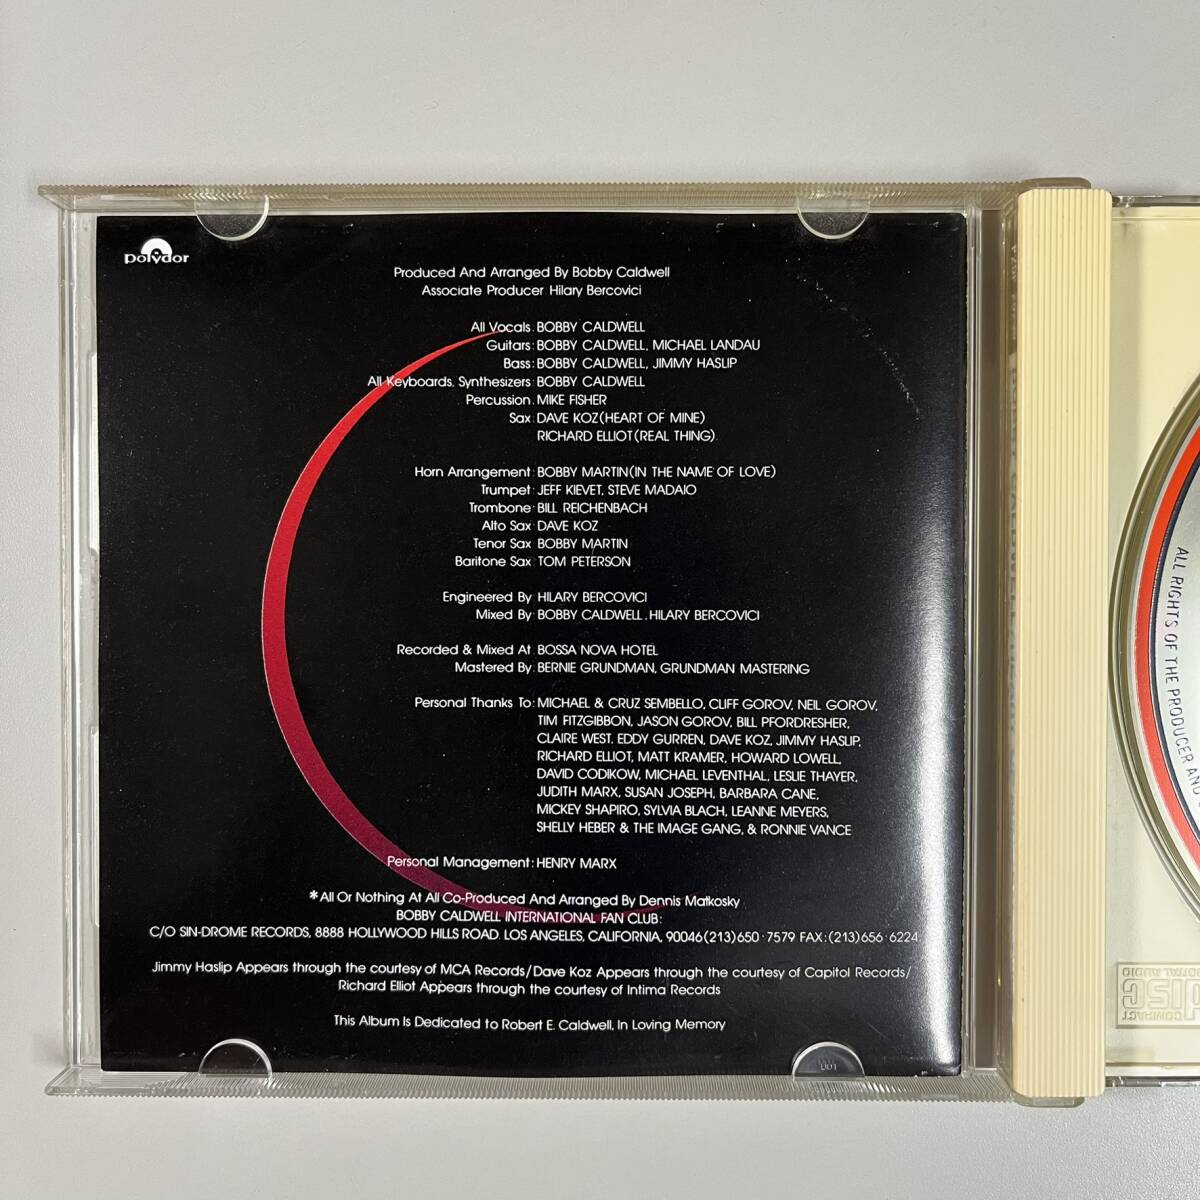 polydor
Produced And Arranged By Bobby Caldwell
Associate Producer Hilary Bercovici
All Vocals: BOBBY CALDWELL
Guitars: BOBBY CALDWELL, MICHAEL LANDAU
Bass: BOBBY CALDWELL, JIMMY HASLIP
All Keyboards, Synthesizers: BOBBY CALDWELL
Percussion: MIKE FISHER
Sax: DAVE KOZ(HEART OF MINE)
RICHARD ELLIOT(REAL THING)
Horn Arrangement: BOBBY MARTIN(IN THE NAME OF LOVE)
Trumpet: JEFF KIEVET, STEVE MADAIO
Trombone: BILL REICHENBACH
Alto Sax: DAVE KOZ
Tenor Sax: BOBBY MARTIN
Baritone Sax: TOM PETERSON
Engineered By: HILARY BERCOVICI
Mixed By: BOBBY CALDWELL, HILARY BERCOVICI
Recorded & Mixed At: BOSSA NOVA HOTEL
Mastered By: BERNIE GRUNDMAN, GRUNDMAN MASTERING
Personal Thanks To: MICHAEL & CRUZ SEMBELLO, CLIFF GOROV, NEIL GOROV,
TIM FITZGIBBON, JASON GOROV, BILL PFORDRESHER,
CLAIRE WEST, EDDY GURREN, DAVE KOZ, JIMMY HASLIP,
RICHARD ELLIOT, MATT KRAMER, HOWARD LOWELL,
DAVID CODIKOW, MICHAEL LEVENTHAL, LESLIE THAYER,
JUDITH MARX, SUSAN JOSEPH, BARBARA CANE,
MICKEY SHAPIRO, SYLVIA BLACH, LEANNE MEYERS,
SHELLY HEBER & THE IMAGE GANG, & RONNIE VANCE
Personal Management: HENRY MARX
*All Or Nothing At All Co-Produced And Arranged By Dennis Matkosky
BOBBY CALDWELL INTERNATIONAL FAN CLUB:
C/O SIN-DROME RECORDS, 8888 HOLLYWOOD HILLS ROAD. LOS ANGELES, CALIFORNIA, 90046(213)650·7579 FAX:(213)656·6224
Jimmy Haslip Appears through the courtesy of MCA Records/Dave Koz Appears through the courtesy of Capitol Records/
Richard Elliot Appears through the courtesy of Intima Records
This Album Is Dedicated to Robert E. Caldwell, In Loving Memory
ALL RIGHTS OF THE PRODUCER AND
COMPACT
disc
DIGITAL AUDIO